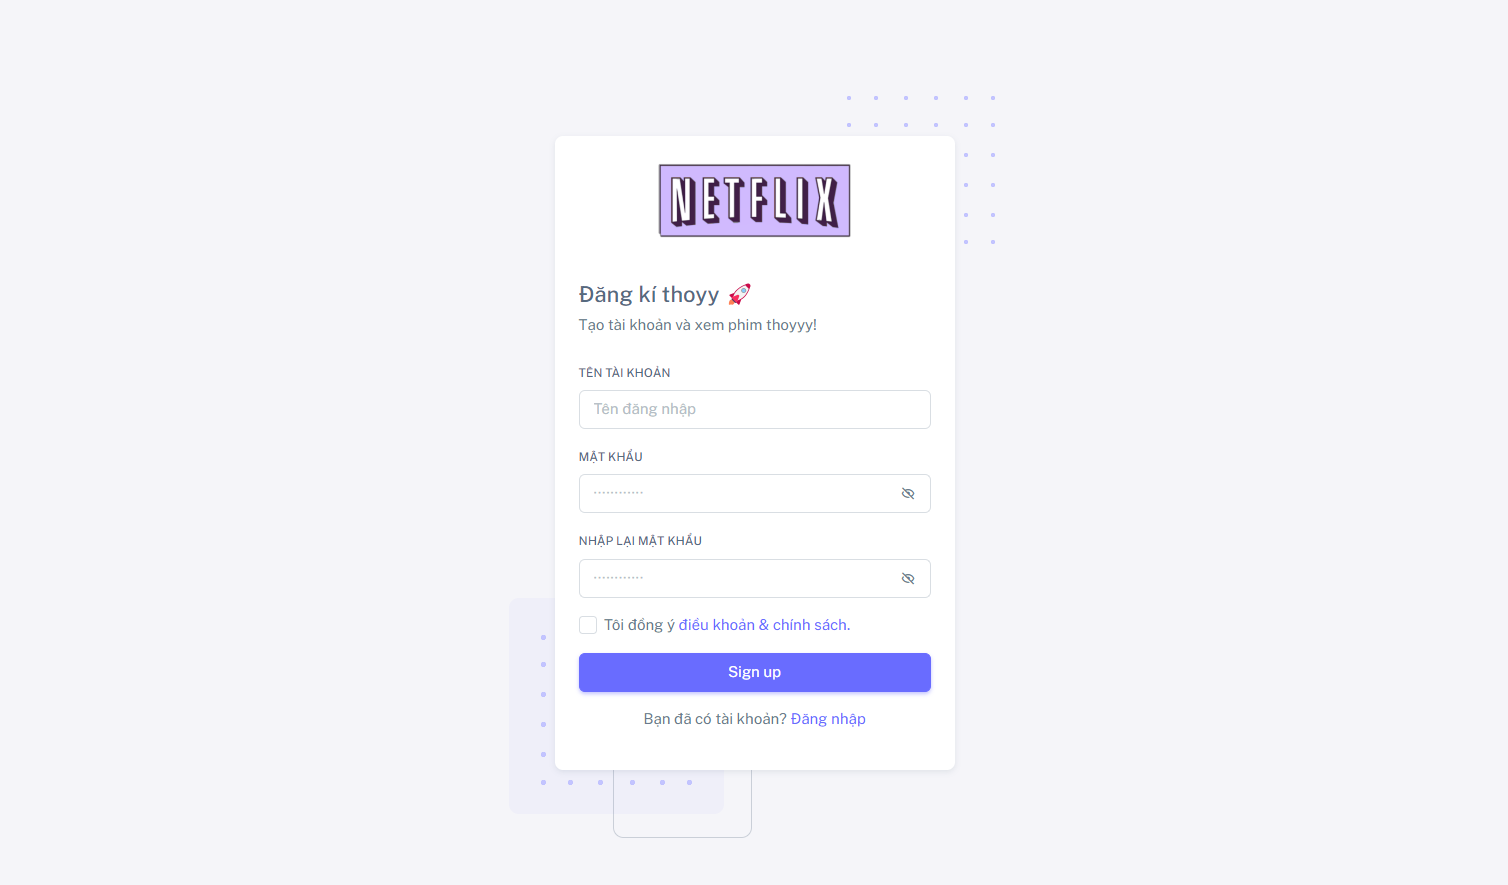 NETFLIX
Đăng kí thoyy 🚀
Tạo tài khoản và xem phim thoyyy!
TÊN TÀI KHOẢN
Tên đăng nhập
MẬT KHẨU
············
NHẬP LẠI MẬT KHẨU
············
Tôi đồng ý điều khoản & chính sách.
Sign up
Bạn đã có tài khoản? Đăng nhập